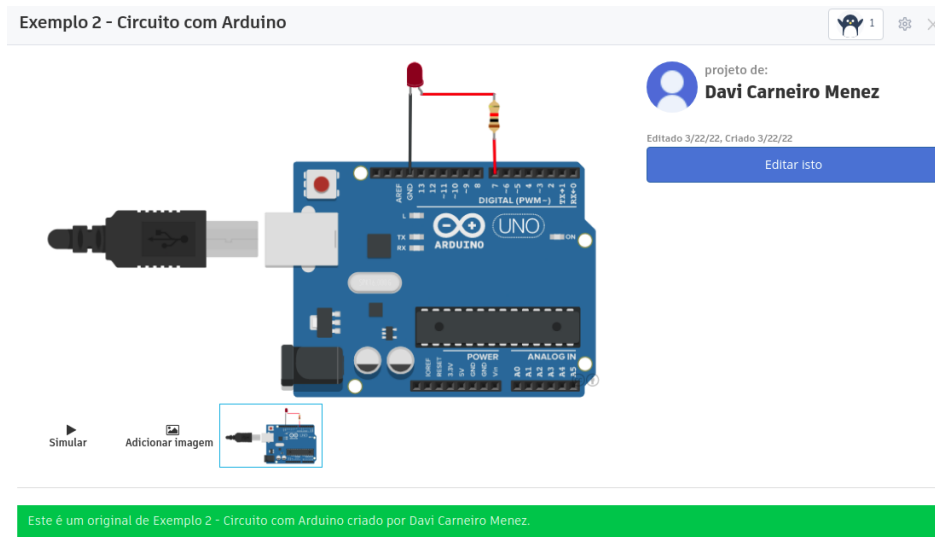 Exemplo 2 - Circuito com Arduino
1
projeto de:
Davi Carneiro Menez
Editado 3/22/22, Criado 3/22/22
Editar isto
AREF
GND
13
12
~11
~10
~9
8
7
~6
~5
4
~3
2
TX→1
RX←0
DIGITAL (PWM~)
L
TX
RX
ARDUINO
UNO
ON
POWER
ANALOG IN
IOREF
RESET
3.3V
5V
GND
GND
Vin
A0
A1
A2
A3
A4
A5
Simular
Adicionar imagem
Este é um original de Exemplo 2 - Circuito com Arduino criado por Davi Carneiro Menez.